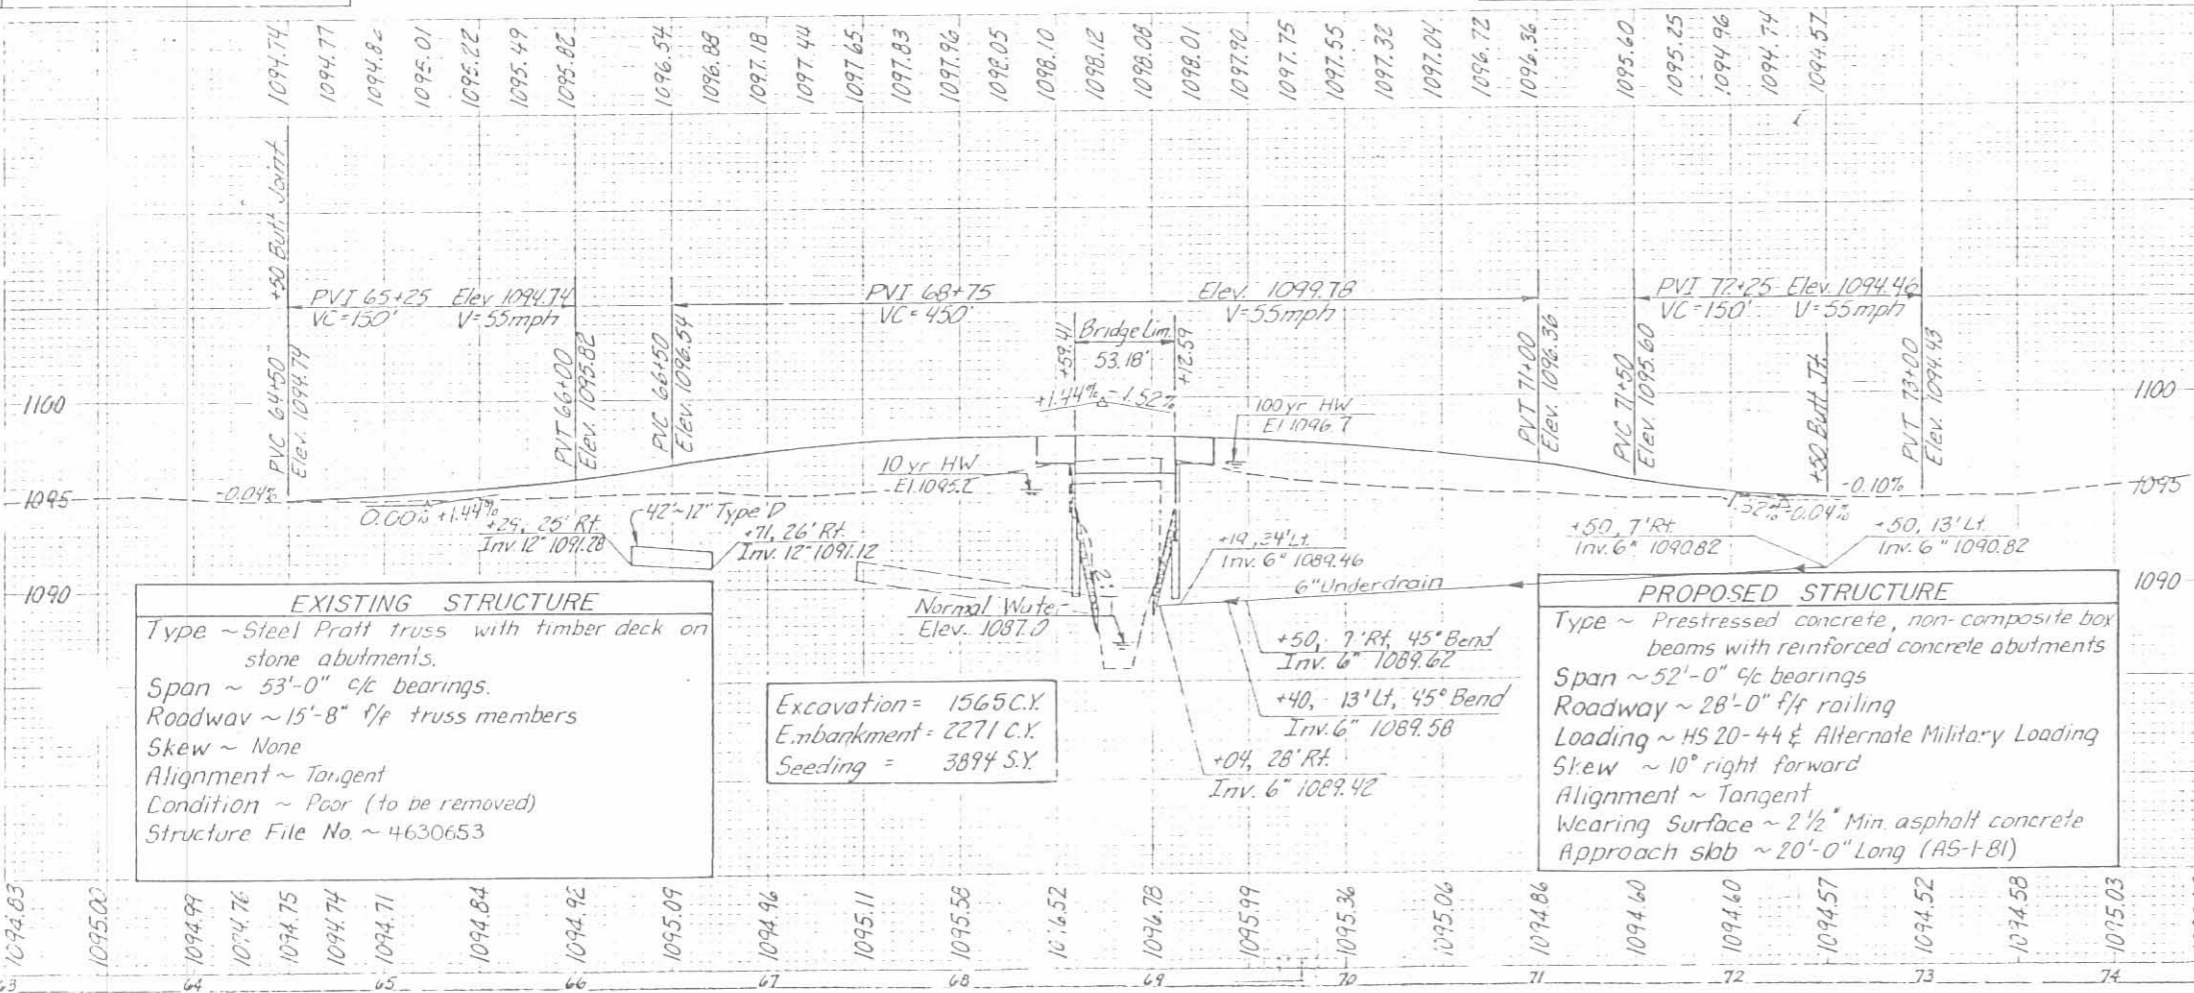 1094.74
1094.77
1094.82
1095.01
1095.22
1095.49
1095.82
1096.54
1096.88
1097.18
1097.44
1097.65
1097.83
1097.96
1098.05
1098.10
1098.12
1098.08
1098.01
1097.90
1097.75
1097.55
1097.32
1097.04
1096.72
1096.36
1095.60
1095.25
1094.96
1094.74
1094.57
+50 Butt Joint
PVC 64+50
Elev. 1094.74
PVI 65+25 Elev. 1094.74
VC=150' V=55mph
PVT 66+00
Elev. 1095.82
PVC 66+50
Elev. 1096.54
PVI 68+75 Elev. 1099.78
VC=450' V=55mph
+59.41
Bridge Lim.
53.18'
+12.59
+1.44% -1.52%
100 yr HW
El 1096.7
PVT 71+00
Elev. 1096.36
PVC 71+50
Elev. 1095.60
PVI 72+25 Elev. 1094.46
VC=150' V=55mph
+50 Butt Jt.
PVT 73+00
Elev. 1094.43
1100
1100
1095
1095
1090
1090
-0.04%
0.00% +1.44%
10 yr HW
El.1095.2
-0.10%
-1.52% -0.04%
+29, 25' Rt.
Inv. 12" 1091.28
42'~12" Type D
+71, 26' Rt.
Inv. 12" 1091.12
+19, 34' Lt.
Inv. 6" 1089.46
6" Underdrain
+50, 7' Rt.
Inv. 6" 1090.82
+50, 13' Lt.
Inv. 6" 1090.82
Normal Water
Elev. 1087.0
2:1
+50, 7' Rt, 45° Bend
Inv. 6" 1089.62
+40, 13' Lt, 45° Bend
Inv. 6" 1089.58
+04, 28' Rt.
Inv. 6" 1089.42
EXISTING STRUCTURE
Type ~ Steel Pratt truss with timber deck on
stone abutments.
Span ~ 53'-0" c/c bearings.
Roadway ~ 15'-8" f/f truss members
Skew ~ None
Alignment ~ Tangent
Condition ~ Poor (to be removed)
Structure File No. ~ 4630653
Excavation = 1565 C.Y.
Embankment = 2271 C.Y.
Seeding = 3894 S.Y.
PROPOSED STRUCTURE
Type ~ Prestressed concrete, non-composite box
beams with reinforced concrete abutments
Span ~ 52'-0" c/c bearings
Roadway ~ 28'-0" f/f railing
Loading ~ HS 20-44 & Alternate Military Loading
Skew ~ 10° right forward
Alignment ~ Tangent
Wearing Surface ~ 2 1/2" Min. asphalt concrete
Approach slab ~ 20'-0" Long (AS-1-81)
1094.83
1095.00
1094.99
1094.76
1094.75
1094.74
1094.71
1094.84
1094.92
1095.09
1094.96
1095.11
1095.58
1096.52
1096.78
1095.99
1095.36
1095.06
1094.86
1094.60
1094.60
1094.57
1094.52
1094.58
1095.03
63 64 65 66 67 68 69 70 71 72 73 74